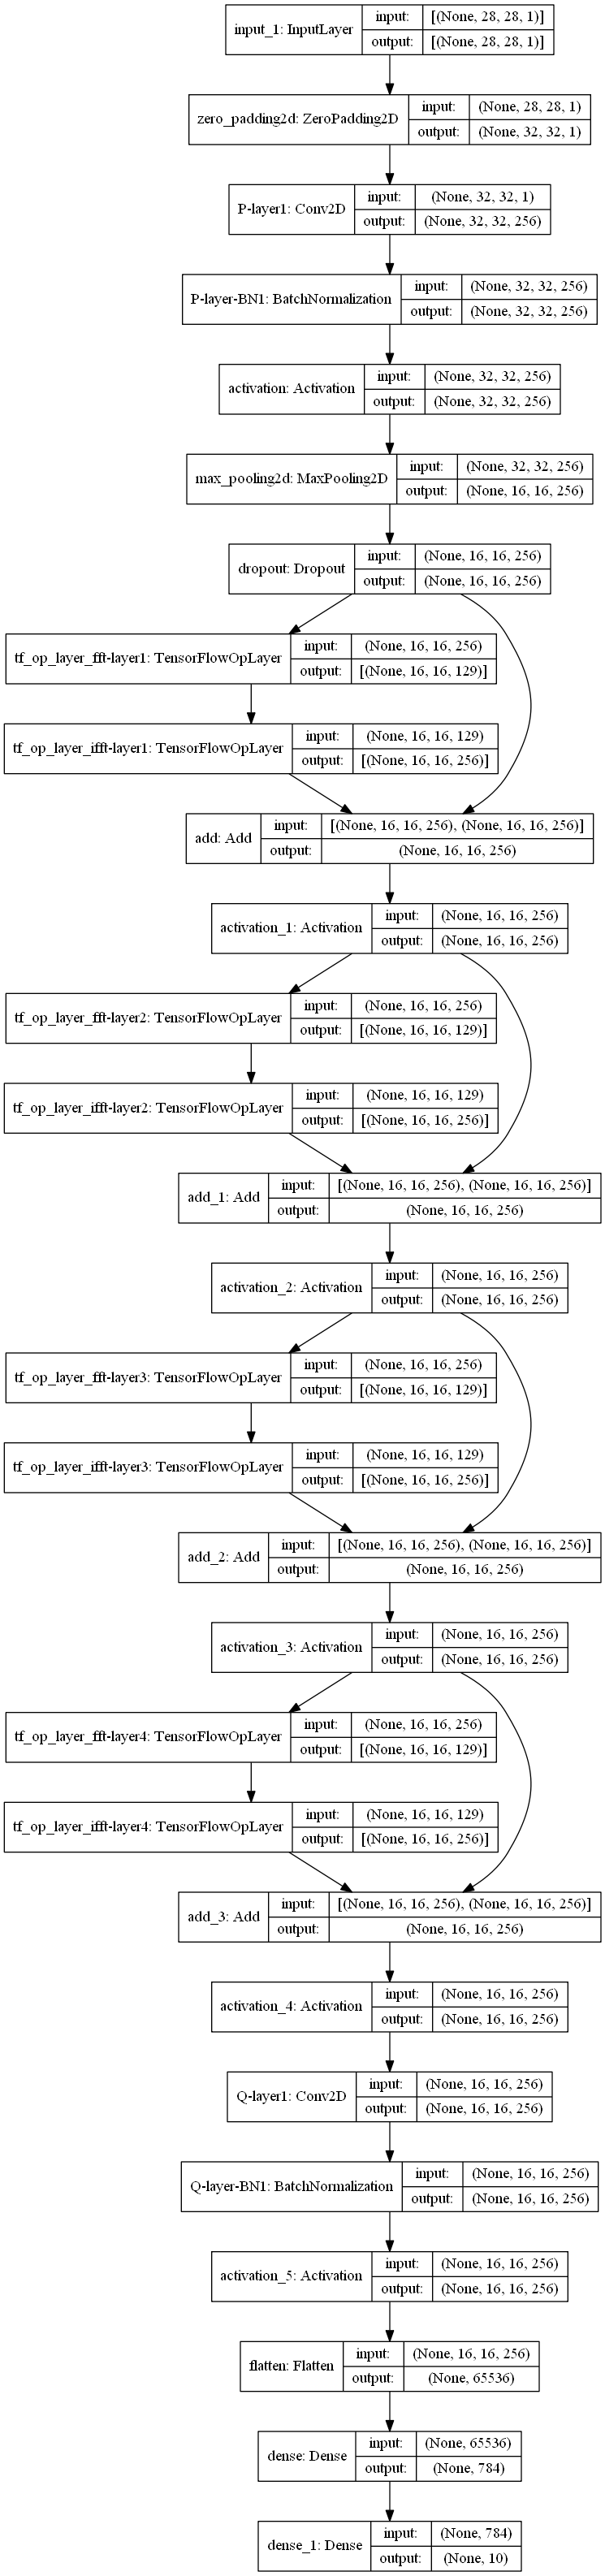 input_1: InputLayer
input: [(None, 28, 28, 1)]
output: [(None, 28, 28, 1)]
zero_padding2d: ZeroPadding2D
input: (None, 28, 28, 1)
output: (None, 32, 32, 1)
P-layer1: Conv2D
input: (None, 32, 32, 1)
output: (None, 32, 32, 256)
P-layer-BN1: BatchNormalization
input: (None, 32, 32, 256)
output: (None, 32, 32, 256)
activation: Activation
input: (None, 32, 32, 256)
output: (None, 32, 32, 256)
max_pooling2d: MaxPooling2D
input: (None, 32, 32, 256)
output: (None, 16, 16, 256)
dropout: Dropout
input: (None, 16, 16, 256)
output: (None, 16, 16, 256)
tf_op_layer_fft-layer1: TensorFlowOpLayer
input: (None, 16, 16, 256)
output: [(None, 16, 16, 129)]
tf_op_layer_ifft-layer1: TensorFlowOpLayer
input: (None, 16, 16, 129)
output: [(None, 16, 16, 256)]
add: Add
input: [(None, 16, 16, 256), (None, 16, 16, 256)]
output: (None, 16, 16, 256)
activation_1: Activation
input: (None, 16, 16, 256)
output: (None, 16, 16, 256)
tf_op_layer_fft-layer2: TensorFlowOpLayer
input: (None, 16, 16, 256)
output: [(None, 16, 16, 129)]
tf_op_layer_ifft-layer2: TensorFlowOpLayer
input: (None, 16, 16, 129)
output: [(None, 16, 16, 256)]
add_1: Add
input: [(None, 16, 16, 256), (None, 16, 16, 256)]
output: (None, 16, 16, 256)
activation_2: Activation
input: (None, 16, 16, 256)
output: (None, 16, 16, 256)
tf_op_layer_fft-layer3: TensorFlowOpLayer
input: (None, 16, 16, 256)
output: [(None, 16, 16, 129)]
tf_op_layer_ifft-layer3: TensorFlowOpLayer
input: (None, 16, 16, 129)
output: [(None, 16, 16, 256)]
add_2: Add
input: [(None, 16, 16, 256), (None, 16, 16, 256)]
output: (None, 16, 16, 256)
activation_3: Activation
input: (None, 16, 16, 256)
output: (None, 16, 16, 256)
tf_op_layer_fft-layer4: TensorFlowOpLayer
input: (None, 16, 16, 256)
output: [(None, 16, 16, 129)]
tf_op_layer_ifft-layer4: TensorFlowOpLayer
input: (None, 16, 16, 129)
output: [(None, 16, 16, 256)]
add_3: Add
input: [(None, 16, 16, 256), (None, 16, 16, 256)]
output: (None, 16, 16, 256)
activation_4: Activation
input: (None, 16, 16, 256)
output: (None, 16, 16, 256)
Q-layer1: Conv2D
input: (None, 16, 16, 256)
output: (None, 16, 16, 256)
Q-layer-BN1: BatchNormalization
input: (None, 16, 16, 256)
output: (None, 16, 16, 256)
activation_5: Activation
input: (None, 16, 16, 256)
output: (None, 16, 16, 256)
flatten: Flatten
input: (None, 16, 16, 256)
output: (None, 65536)
dense: Dense
input: (None, 65536)
output: (None, 784)
dense_1: Dense
input: (None, 784)
output: (None, 10)